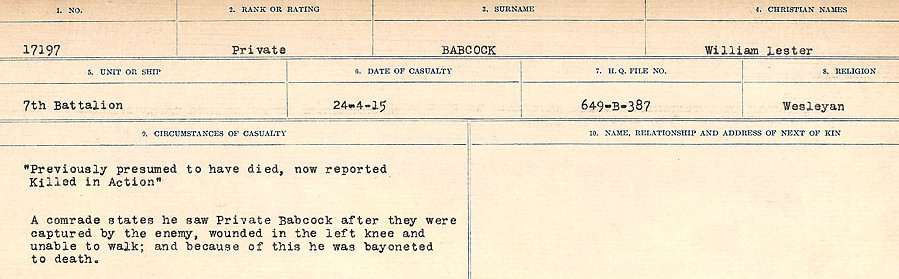 1. NO. 2. RANK OR RATING 3. SURNAME 4. CHRISTIAN NAMES
17197 Private BABCOCK William Lester
5. UNIT OR SHIP 6. DATE OF CASUALTY 7. H.Q. FILE NO. 8. RELIGION
7th Battalion 24-4-15 649-B-387 Wesleyan
9. CIRCUMSTANCES OF CASUALTY 10. NAME, RELATIONSHIP AND ADDRESS OF NEXT OF KIN
"Previously presumed to have died, now reported
Killed in Action"
A comrade states he saw Private Babcock after they were
captured by the enemy, wounded in the left knee and
unable to walk; and because of this he was bayoneted
to death.